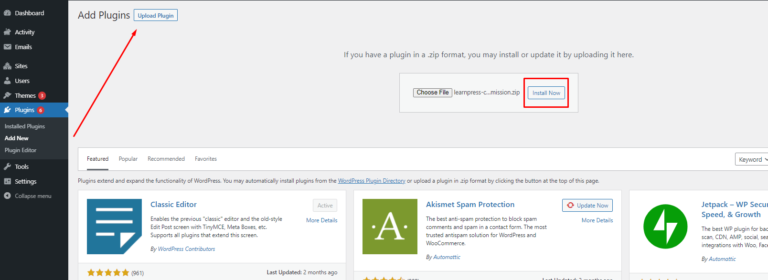 Dashboard
Activity
Emails
Sites
Users
Themes 3
Plugins 4
Installed Plugins
Add New
Plugin Editor
Tools
Settings
Collapse menu
Add Plugins Upload Plugin
If you have a plugin in a .zip format, you may install or update it by uploading it here.
Choose File learnpress-c...mission.zip Install Now
Featured Popular Recommended Favorites
Keyword
Plugins extend and expand the functionality of WordPress. You may automatically install plugins from the WordPress Plugin Directory or upload a plugin in .zip format by clicking the button at the top of this page.
Classic Editor
Active
More Details
Enables the previous "classic" editor and the old-style
Edit Post screen with TinyMCE, Meta Boxes, etc.
Supports all plugins that extend this screen.
By WordPress Contributors
(961)
Last Updated: 2 months ago
·A·
Akismet Spam Protection
Update Now
More Details
The best anti-spam protection to block spam
comments and spam in a contact form. The most
trusted antispam solution for WordPress and
WooCommerce.
By Automattic
Last Updated: 2 months ago
Jetpack – WP Secu
Speed, & Growth
The best WP plugin for back
scan, CDN, AMP, social, sea
integrations with Woo, Fac
By Automattic